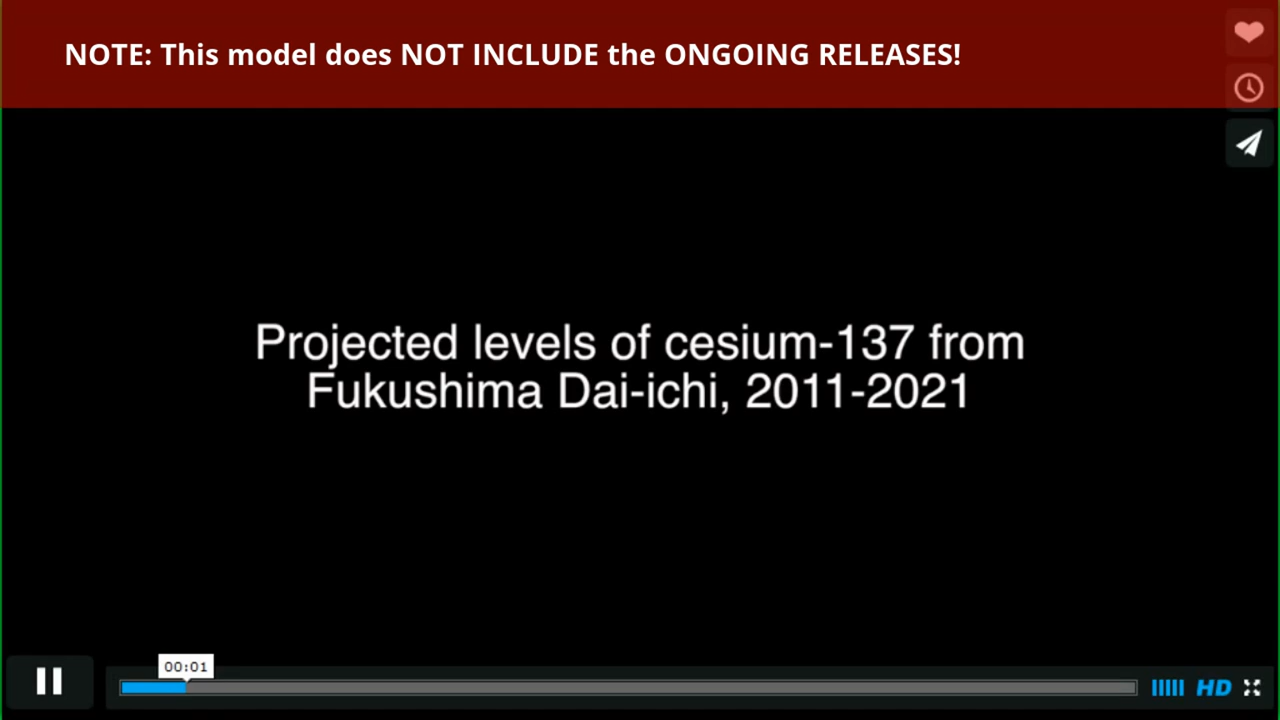 NOTE: This model does NOT INCLUDE the ONGOING RELEASES!
Projected levels of cesium-137 from
Fukushima Dai-ichi, 2011-2021
00:01
HD